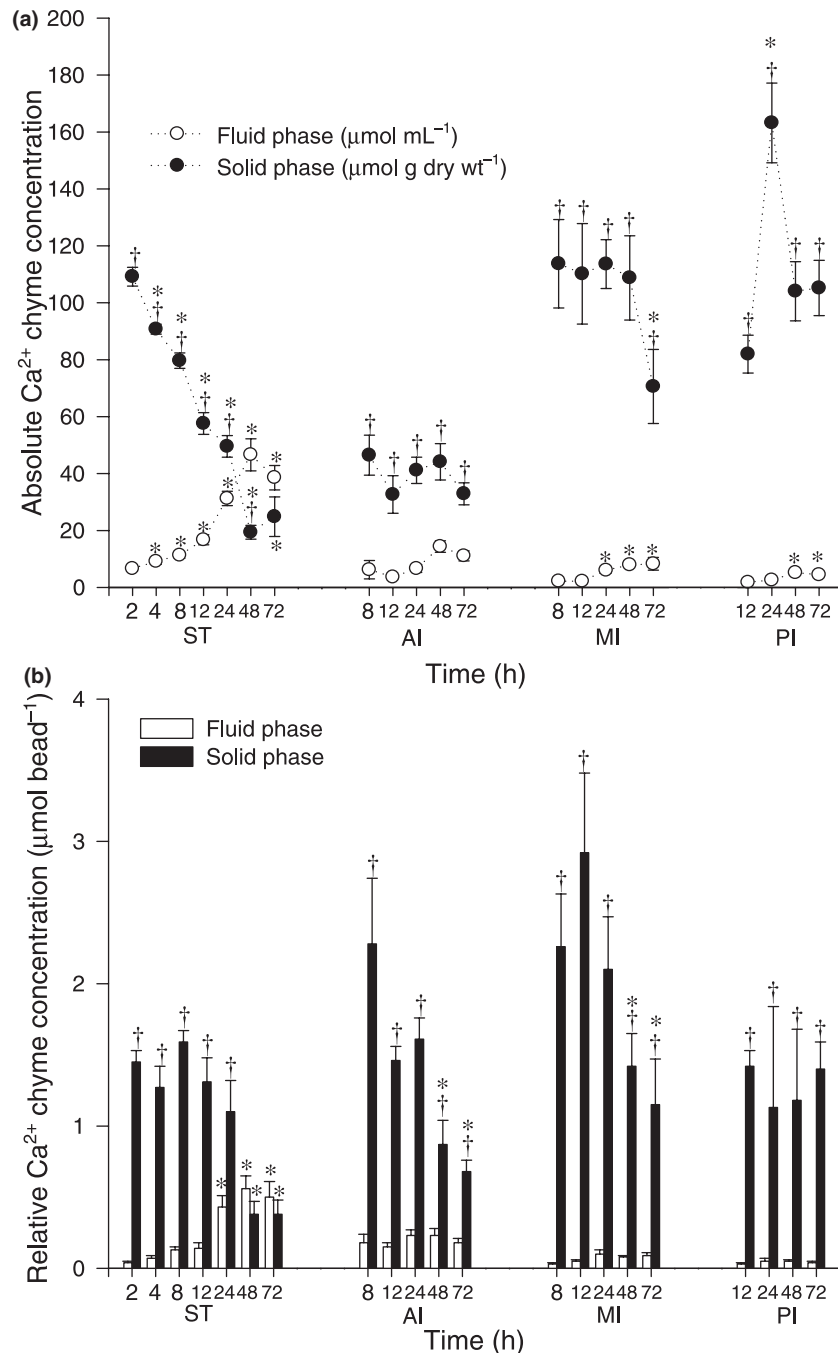 (a)
200
180
160
140
120
100
80
60
40
20
0
Absolute Ca²⁺ chyme concentration
Fluid phase (μmol mL⁻¹)
Solid phase (μmol g dry wt⁻¹)
† * † * † * † * † * † * * * * * * * * *
† † † † †
† † † † * † * * *
† * † † † * *
2 4 8 12 24 48 72 8 12 24 48 72 8 12 24 48 72 12 24 48 72
ST AI MI PI
Time (h)
(b)
4
3
2
1
0
Relative Ca²⁺ chyme concentration (μmol bead⁻¹)
Fluid phase
Solid phase
† † † † † * * * * *
† † † * † * †
† † † * † * †
† † † †
2 4 8 12 24 48 72 8 12 24 48 72 8 12 24 48 72 12 24 48 72
ST AI MI PI
Time (h)